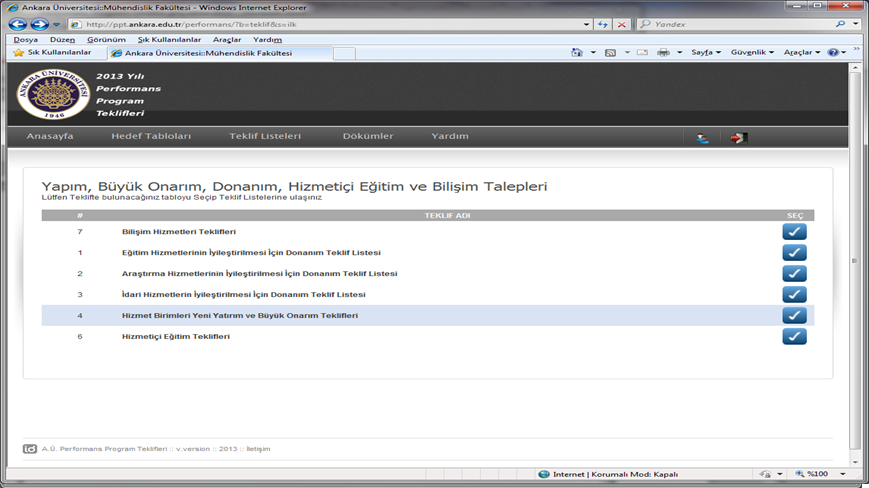 Ankara Üniversitesi::Mühendislik Fakültesi - Windows Internet Explorer
http://ppt.ankara.edu.tr/performans/?b=teklif&s=ilk
Yandex
Dosya Düzen Görünüm Sık Kullanılanlar Araçlar Yardım
Sık Kullanılanlar
Ankara Üniversitesi::Mühendislik Fakültesi
Sayfa Güvenlik Araçlar
ANKARA ÜNİVERSİTESİ
1946
2013 Yılı
Performans
Program
Teklifleri
Anasayfa Hedef Tabloları Teklif Listeleri Dökümler Yardım
Yapım, Büyük Onarım, Donanım, Hizmetiçi Eğitim ve Bilişim Talepleri
Lütfen Teklifte bulunacağınız tabloyu Seçip Teklif Listelerine ulaşınız
# TEKLIF ADI SEÇ
7 Bilişim Hizmetleri Teklifleri
1 Eğitim Hizmetlerinin İyileştirilmesi İçin Donanım Teklif Listesi
2 Araştırma Hizmetlerinin İyileştirilmesi İçin Donanım Teklif Listesi
3 İdari Hizmetlerin İyileştirilmesi İçin Donanım Teklif Listesi
4 Hizmet Birimleri Yeni Yatırım ve Büyük Onarım Teklifleri
6 Hizmetiçi Eğitim Teklifleri
A.Ü. Performans Program Teklifleri :: v.version :: 2013 :: İletişim
Internet | Korumalı Mod: Kapalı
%100